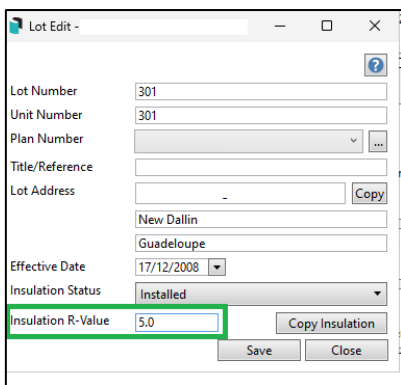 Lot Edit -
?
Lot Number 301
Unit Number 301
Plan Number ...
Title/Reference
Lot Address - Copy
New Dallin
Guadeloupe
Effective Date 17/12/2008
Insulation Status Installed
Insulation R-Value 5.0 Copy Insulation
Save Close